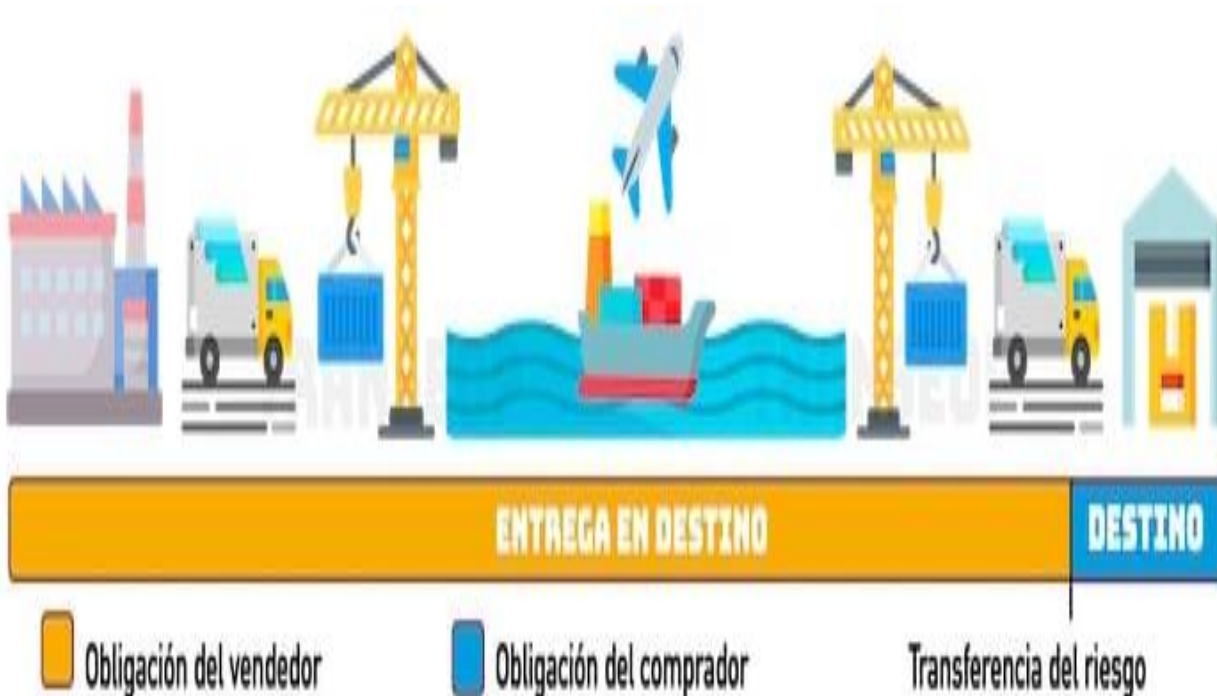 ENTREGA EN DESTINO
DESTINO
Obligación del vendedor
Obligación del comprador
Transferencia del riesgo